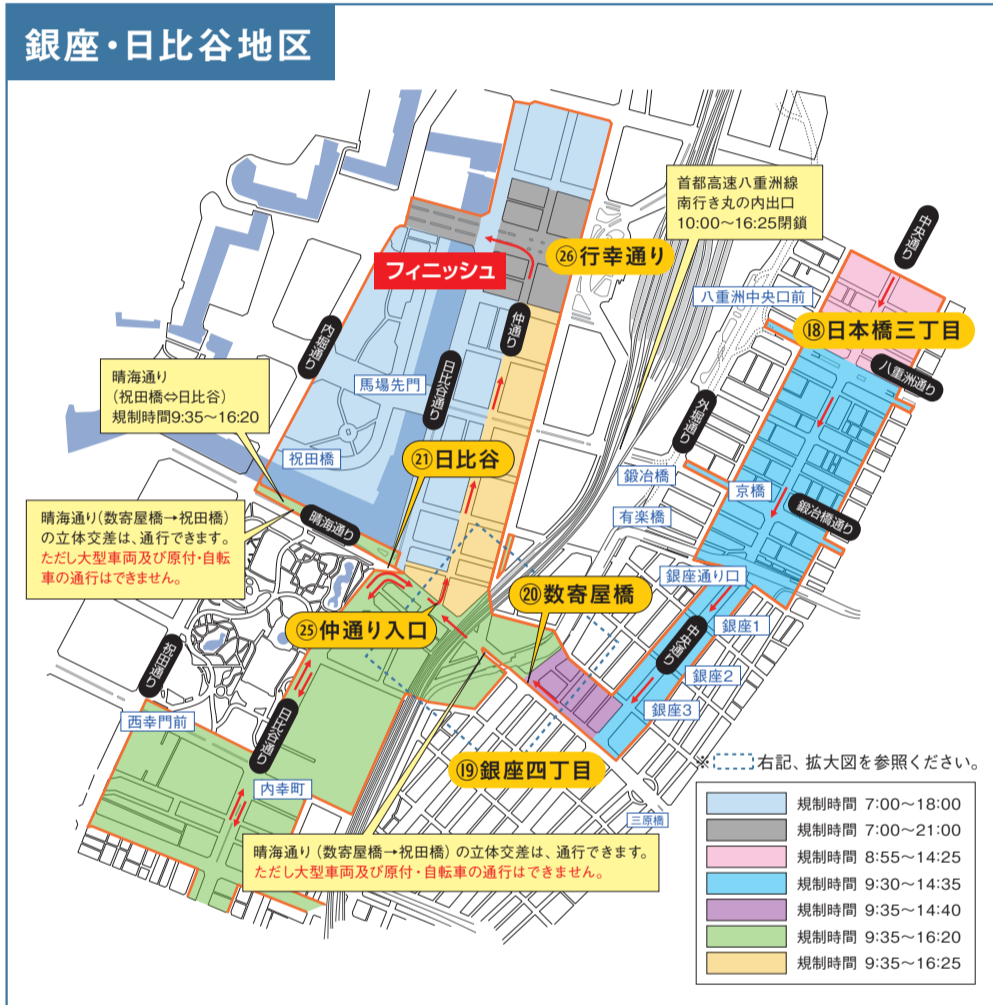 銀座・日比谷地区
首都高速八重洲線
南行き丸の内出口
10:00〜16:25閉鎖
中央通り
㉖行幸通り
フィニッシュ
八重洲中央口前
⑱日本橋三丁目
内堀通り
仲通り
日比谷通り
八重洲通り
晴海通り
(祝田橋⇔日比谷)
規制時間9:35〜16:20
馬場先門
外堀通り
祝田橋
㉑日比谷
鍛冶橋
京橋
鍛冶橋通り
有楽橋
晴海通り(数寄屋橋→祝田橋)
の立体交差は、通行できます。
ただし大型車両及び原付・自転
車の通行はできません。
晴海通り
銀座通り口
⑳数寄屋橋
㉕仲通り入口
銀座1
中央通り
祝田通り
銀座2
銀座3
西幸門前
日比谷通り
⑲銀座四丁目
内幸町
三原橋
※右記、拡大図を参照ください。
晴海通り(数寄屋橋→祝田橋)の立体交差は、通行できます。
ただし大型車両及び原付・自転車の通行はできません。
規制時間 7:00〜18:00
規制時間 7:00〜21:00
規制時間 8:55〜14:25
規制時間 9:30〜14:35
規制時間 9:35〜14:40
規制時間 9:35〜16:20
規制時間 9:35〜16:25